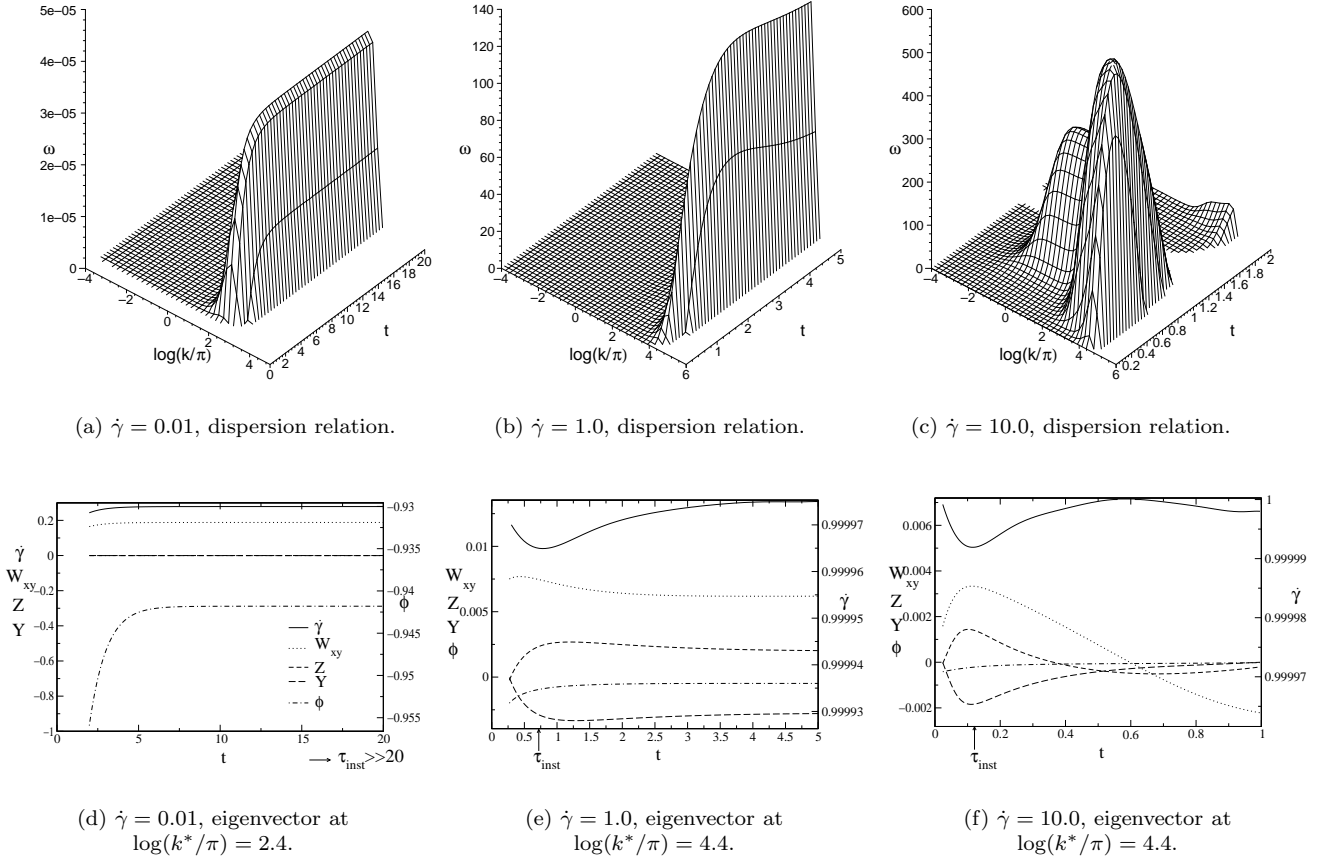 5e−05
4e−05
3e−05
ω
2e−05
1e−05
0
−4
−2
0
2
4
log(k/π)
0
2
4
6
8
10
12
14
16
18
20
t
(a) γ̇ = 0.01, dispersion relation.
140
120
100
80
ω
60
40
20
0
−4
−2
0
2
4
6
log(k/π)
1
2
3
4
5
t
(b) γ̇ = 1.0, dispersion relation.
600
500
400
300
ω
200
100
0
−4
−2
0
2
4
6
log(k/π)
0.2
0.4
0.6
0.8
1
1.2
1.4
1.6
1.8
2
t
(c) γ̇ = 10.0, dispersion relation.
0.2
0
−0.2
−0.4
−0.6
−0.8
−1
γ̇
W_xy
Z
Y
−0.93
−0.935
−0.94
−0.942
−0.95
−0.955
ϕ
γ̇
W_xy
Z
Y
ϕ
0 5 10 15 20
t → τ_inst>>20
(d) γ̇ = 0.01, eigenvector at
log(k*/π) = 2.4.
0.01
0.005
0
W_xy
Z
Y
ϕ
0.99997
0.99996
0.99995
0.99994
0.99993
γ̇
0 0.5 1 1.5 2 2.5 3 3.5 4 4.5 5
τ_inst t
(e) γ̇ = 1.0, eigenvector at
log(k*/π) = 4.4.
0.006
0.004
0.002
0
−0.002
W_xy
Z
Y
ϕ
1
0.99999
0.99998
0.99997
γ̇
0 0.2 0.4 0.6 0.8 1
τ_inst t
(f) γ̇ = 10.0, eigenvector at
log(k*/π) = 4.4.